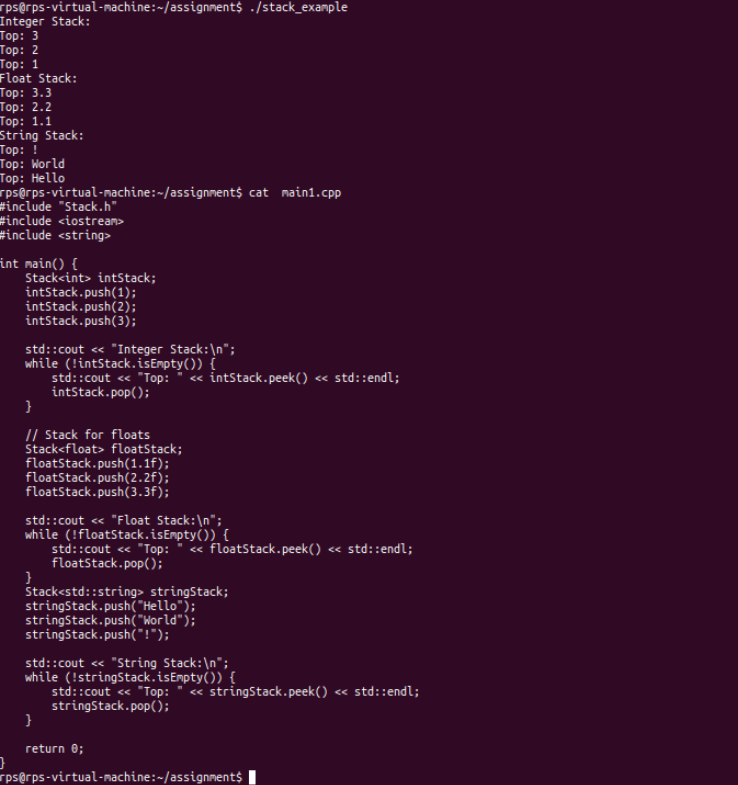 rps@rps-virtual-machine:~/assignment$ ./stack_example
Integer Stack:
Top: 3
Top: 2
Top: 1
Float Stack:
Top: 3.3
Top: 2.2
Top: 1.1
String Stack:
Top: !
Top: World
Top: Hello
rps@rps-virtual-machine:~/assignment$ cat  main1.cpp
#include "Stack.h"
#include <iostream>
#include <string>

int main() {
    Stack<int> intStack;
    intStack.push(1);
    intStack.push(2);
    intStack.push(3);

    std::cout << "Integer Stack:\n";
    while (!intStack.isEmpty()) {
        std::cout << "Top: " << intStack.peek() << std::endl;
        intStack.pop();
    }

    // Stack for floats
    Stack<float> floatStack;
    floatStack.push(1.1f);
    floatStack.push(2.2f);
    floatStack.push(3.3f);

    std::cout << "Float Stack:\n";
    while (!floatStack.isEmpty()) {
        std::cout << "Top: " << floatStack.peek() << std::endl;
        floatStack.pop();
    }
    Stack<std::string> stringStack;
    stringStack.push("Hello");
    stringStack.push("World");
    stringStack.push("!");

    std::cout << "String Stack:\n";
    while (!stringStack.isEmpty()) {
        std::cout << "Top: " << stringStack.peek() << std::endl;
        stringStack.pop();
    }

    return 0;
}
rps@rps-virtual-machine:~/assignment$